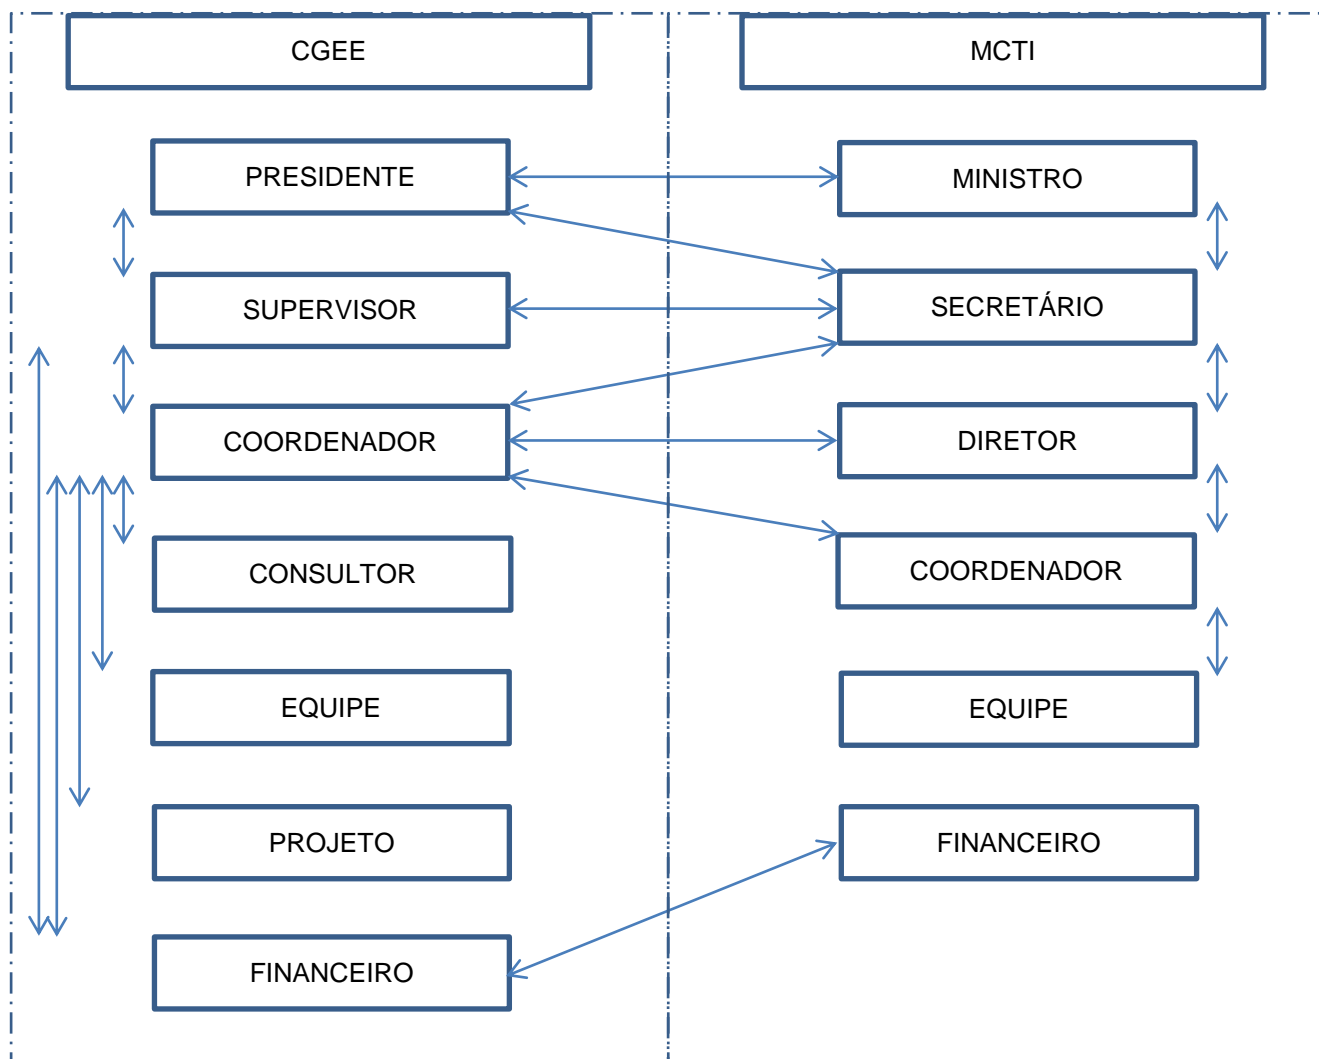 CGEE
MCTI
PRESIDENTE
MINISTRO
SUPERVISOR
SECRETÁRIO
COORDENADOR
DIRETOR
CONSULTOR
COORDENADOR
EQUIPE
EQUIPE
PROJETO
FINANCEIRO
FINANCEIRO